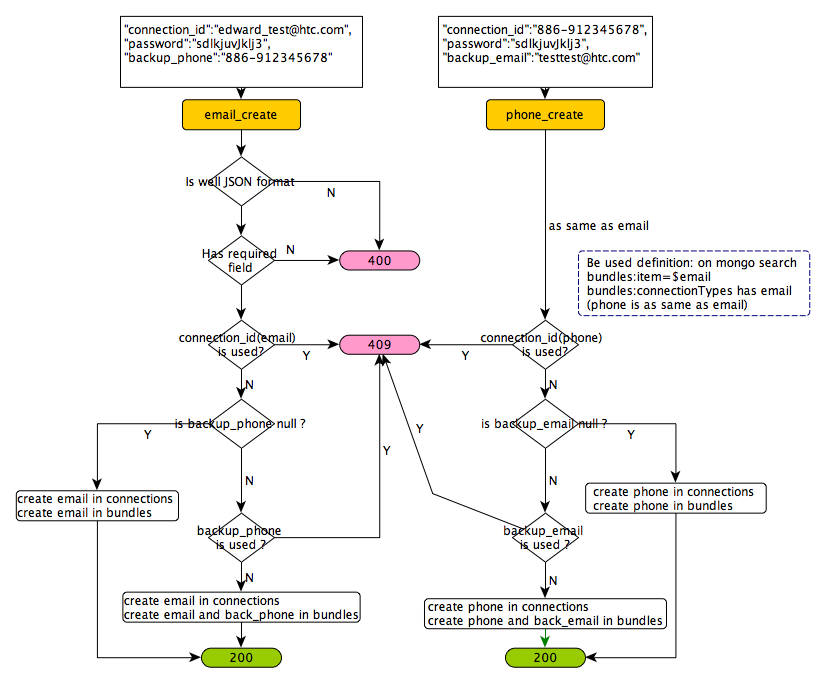 "connection_id":"edward_test@htc.com",
"password":"sdlkjuvJklj3",
"backup_phone":"886-912345678"
"connection_id":"886-912345678",
"password":"sdlkjuvJklj3",
"backup_email":"testtest@htc.com"
email_create
phone_create
Is well JSON format
N
as same as email
Has required
field
N
400
Be used definition: on mongo search
bundles:item=$email
bundles:connectionTypes has email
(phone is as same as email)
connection_id(email)
is used?
Y
409
Y
connection_id(phone)
is used?
N
N
is backup_phone null ?
Y
Y
Y
is backup_email null ?
Y
create email in connections
create email in bundles
N
N
create phone in connections
create phone in bundles
backup_phone
is used ?
backup_email
is used ?
N
N
create email in connections
create email and back_phone in bundles
create phone in connections
create phone and back_email in bundles
200
200